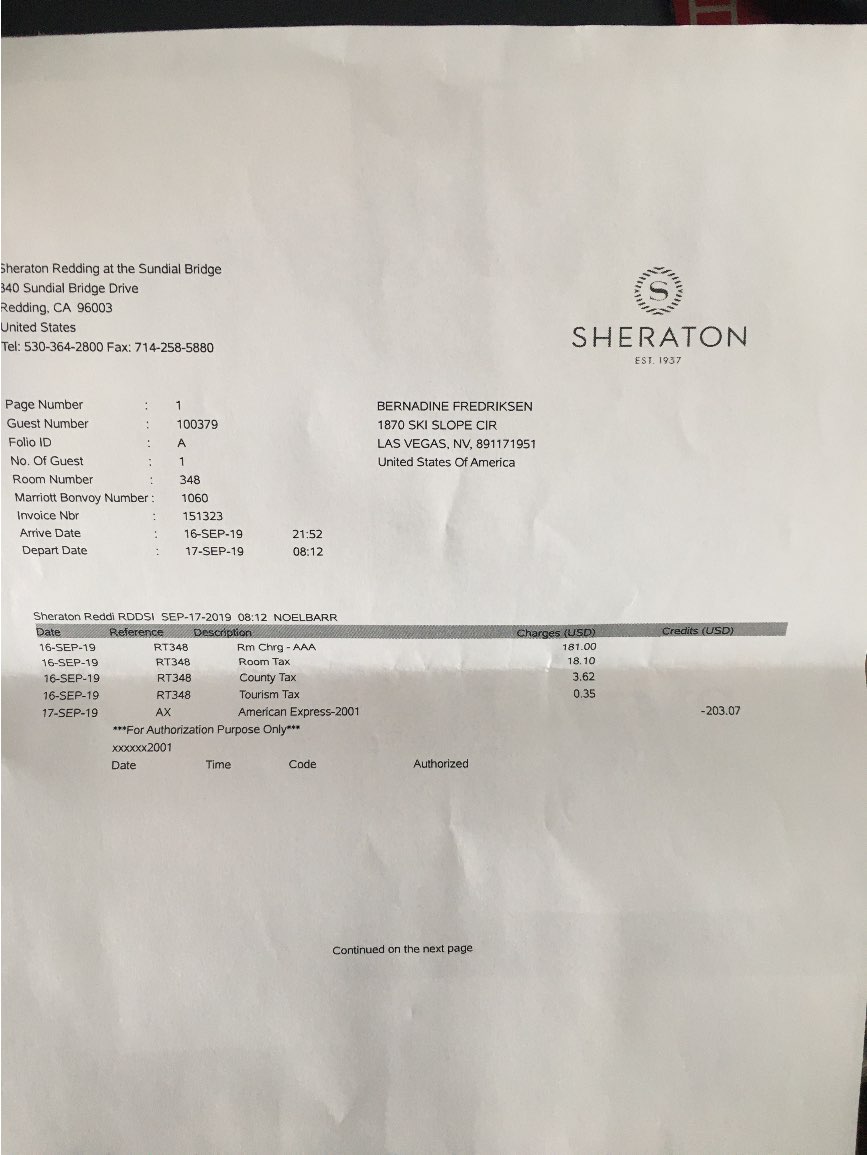 Sheraton Redding at the Sundial Bridge
840 Sundial Bridge Drive
Redding, CA 96003
United States
Tel: 530-364-2800 Fax: 714-258-5880
S
SHERATON
EST. 1937
Page Number : 1
Guest Number : 100379
Folio ID : A
No. Of Guest : 1
Room Number : 348
Marriott Bonvoy Number : 1060
Invoice Nbr : 151323
Arrive Date : 16-SEP-19 21:52
Depart Date : 17-SEP-19 08:12
BERNADINE FREDRIKSEN
1870 SKI SLOPE CIR
LAS VEGAS, NV, 891171951
United States Of America
Sheraton Reddi RDDSI SEP-17-2019 08:12 NOELBARR
Date Reference Description Charges (USD) Credits (USD)
16-SEP-19 RT348 Rm Chrg - AAA 181.00
16-SEP-19 RT348 Room Tax 18.10
16-SEP-19 RT348 County Tax 3.62
16-SEP-19 RT348 Tourism Tax 0.35
17-SEP-19 AX American Express-2001 -203.07
***For Authorization Purpose Only***
xxxxxx2001
Date Time Code Authorized
Continued on the next page